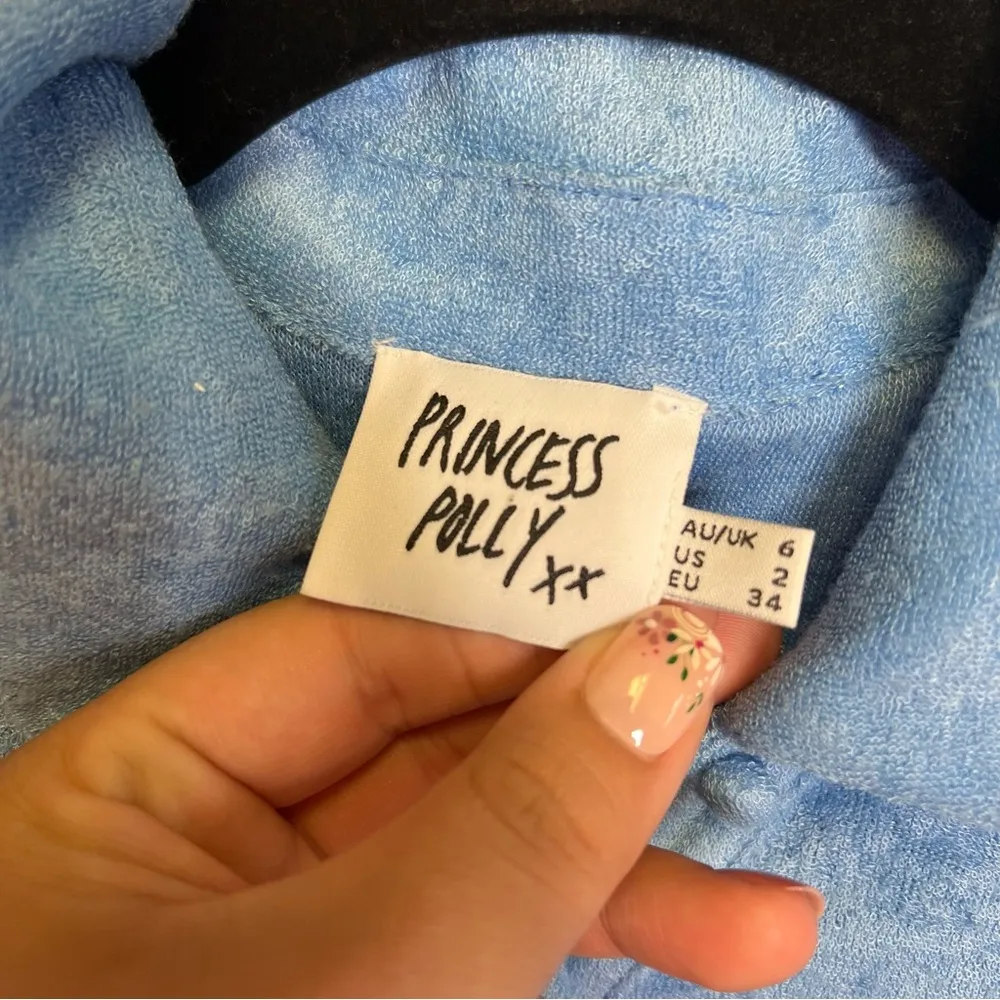 PRINCESS
POLLY xx
AU/UK 6
US 2
EU 34